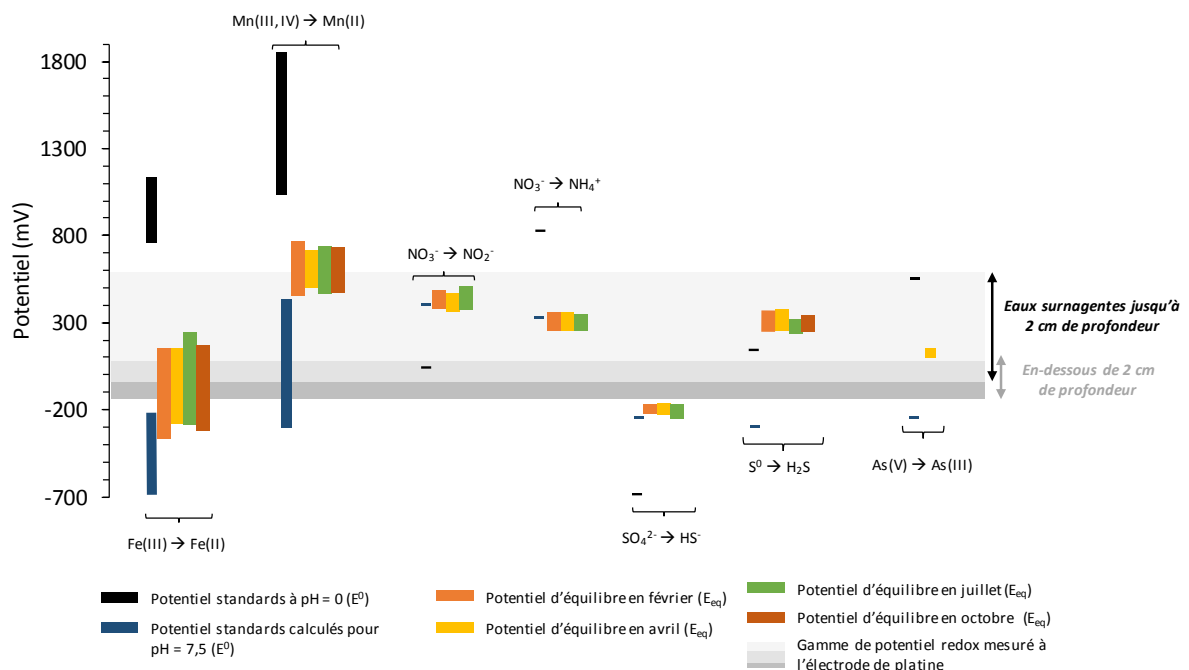 Mn(III, IV) → Mn(II)
1800
1300
800
300
-200
-700
Potentiel (mV)
NO₃⁻ → NH₄⁺
NO₃⁻ → NO₂⁻
Eaux surnagentes jusqu'à
2 cm de profondeur
En-dessous de 2 cm
de profondeur
S⁰ → H₂S
As(V) → As(III)
SO₄²⁻ → HS⁻
Fe(III) → Fe(II)
Potentiel standards à pH = 0 (E⁰)
Potentiel standards calculés pour
pH = 7,5 (E⁰)
Potentiel d'équilibre en février (Eeq)
Potentiel d'équilibre en avril (Eeq)
Potentiel d'équilibre en juillet (Eeq)
Potentiel d'équilibre en octobre (Eeq)
Gamme de potentiel redox mesuré à
l'électrode de platine